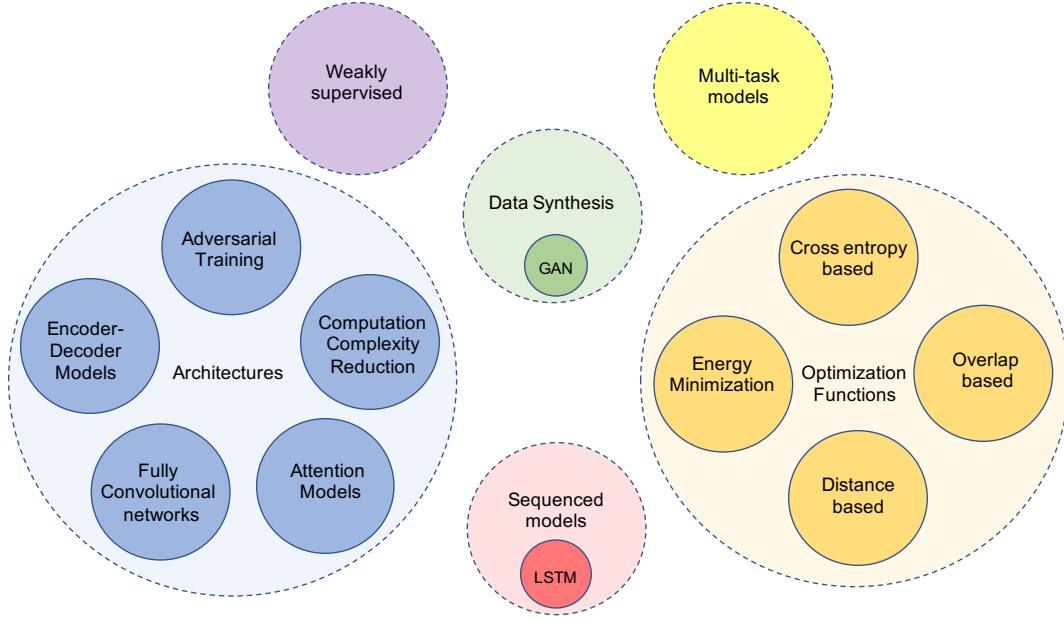 Weakly
supervised
Multi-task
models
Data Synthesis
GAN
Adversarial
Training
Encoder-
Decoder
Models
Computation
Complexity
Reduction
Architectures
Fully
Convolutional
networks
Attention
Models
Cross entropy
based
Energy
Minimization
Optimization
Functions
Overlap
based
Distance
based
Sequenced
models
LSTM